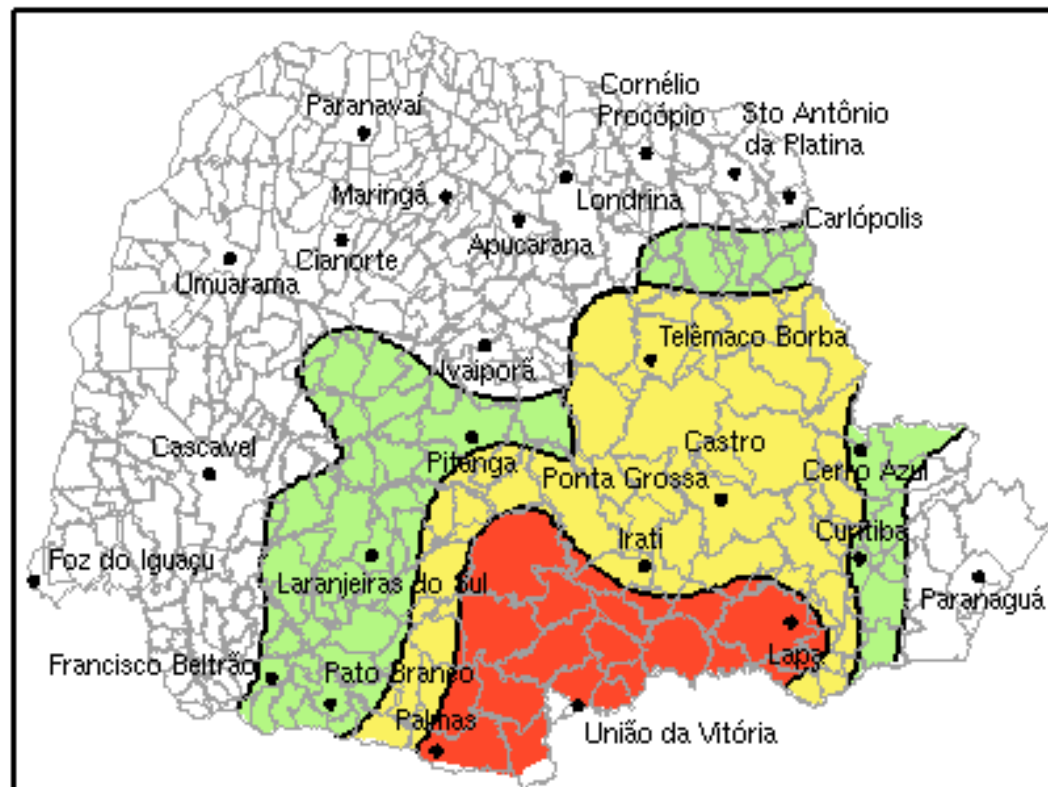 Cornélio
Procópio
Sto Antônio
da Platina
Paranavaí
Maringá
Londrina
Carlópolis
Apucarana
Cianorte
Umuarama
Telêmaco Borba
Ivaiporã
Castro
Cascavel
Pitanga
Ponta Grossa
Cerro Azul
Curitiba
Irati
Foz do Iguaçu
Laranjeiras do Sul
Paranaguá
Lapa
Francisco Beltrão
Pato Branco
Palmas
União da Vitória